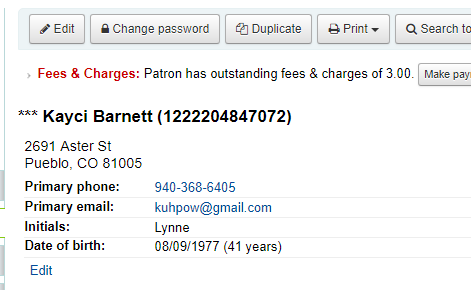 Edit Change password Duplicate Print Search to
Fees & Charges: Patron has outstanding fees & charges of 3.00. Make pay
*** Kayci Barnett (1222204847072)
2691 Aster St
Pueblo, CO 81005
Primary phone: 940-368-6405
Primary email: kuhpow@gmail.com
Initials: Lynne
Date of birth: 08/09/1977 (41 years)
Edit